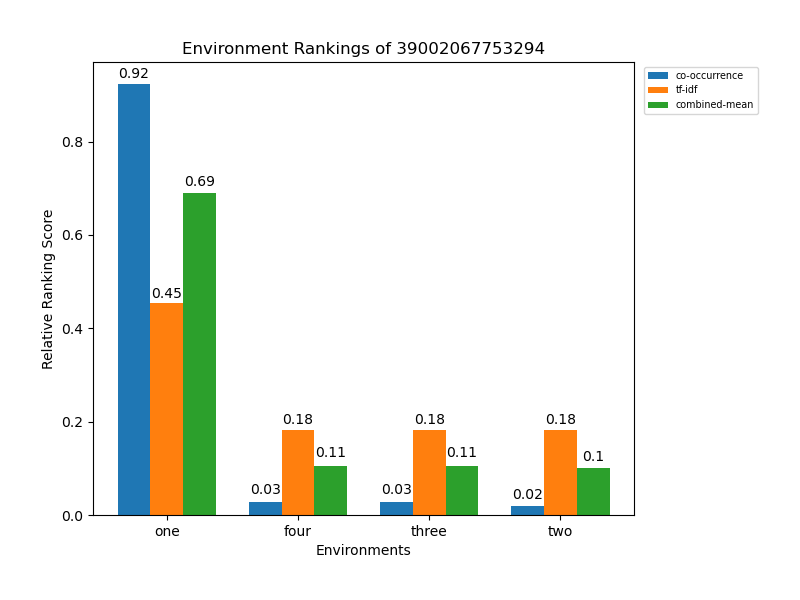 Environment Rankings of 39002067753294
co-occurrence
tf-idf
combined-mean
Relative Ranking Score
0.8
0.6
0.4
0.2
0.0
0.92
0.45
0.69
0.03
0.18
0.11
0.03
0.18
0.11
0.02
0.18
0.1
one four three two
Environments